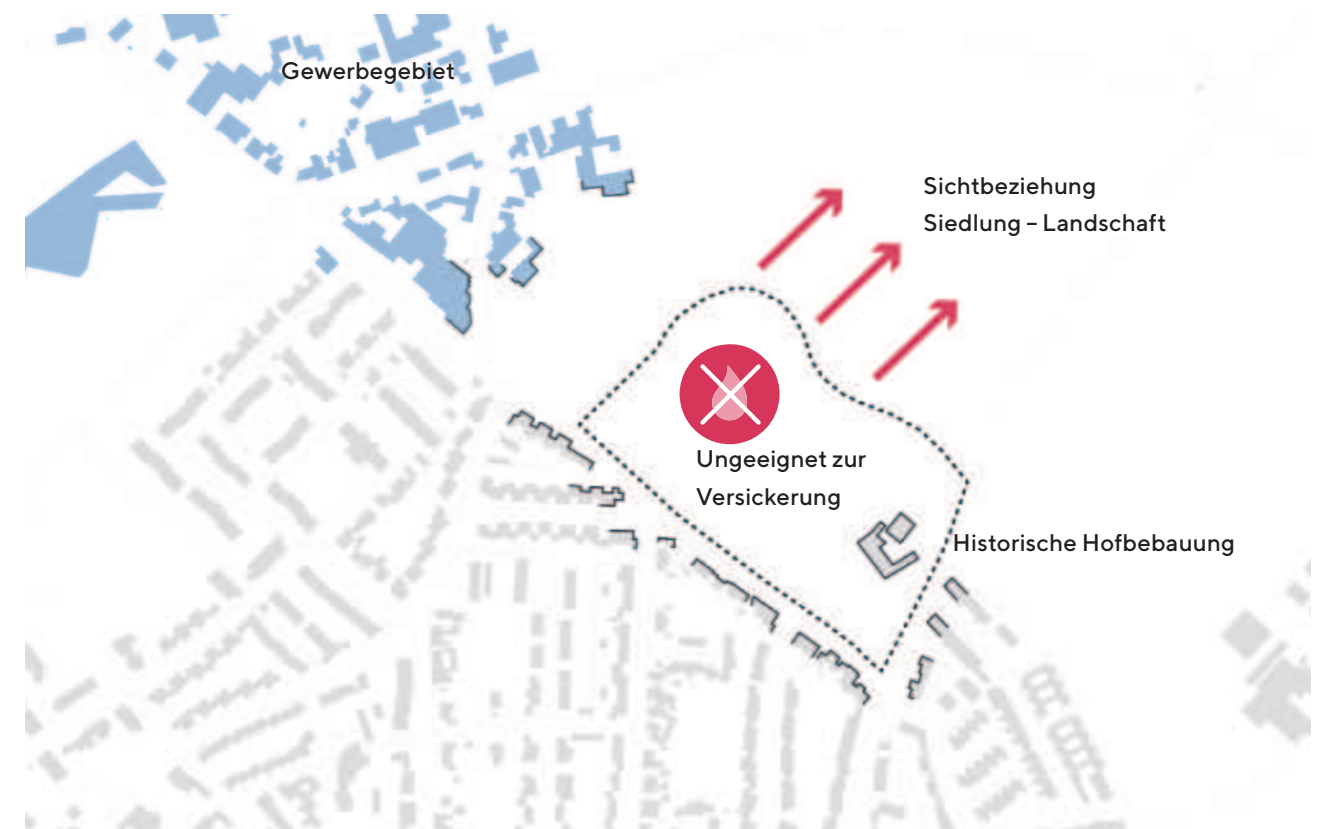 Gewerbegebiet
Sichtbeziehung
Siedlung – Landschaft
Ungeeignet zur
Versickerung
Historische Hofbebauung